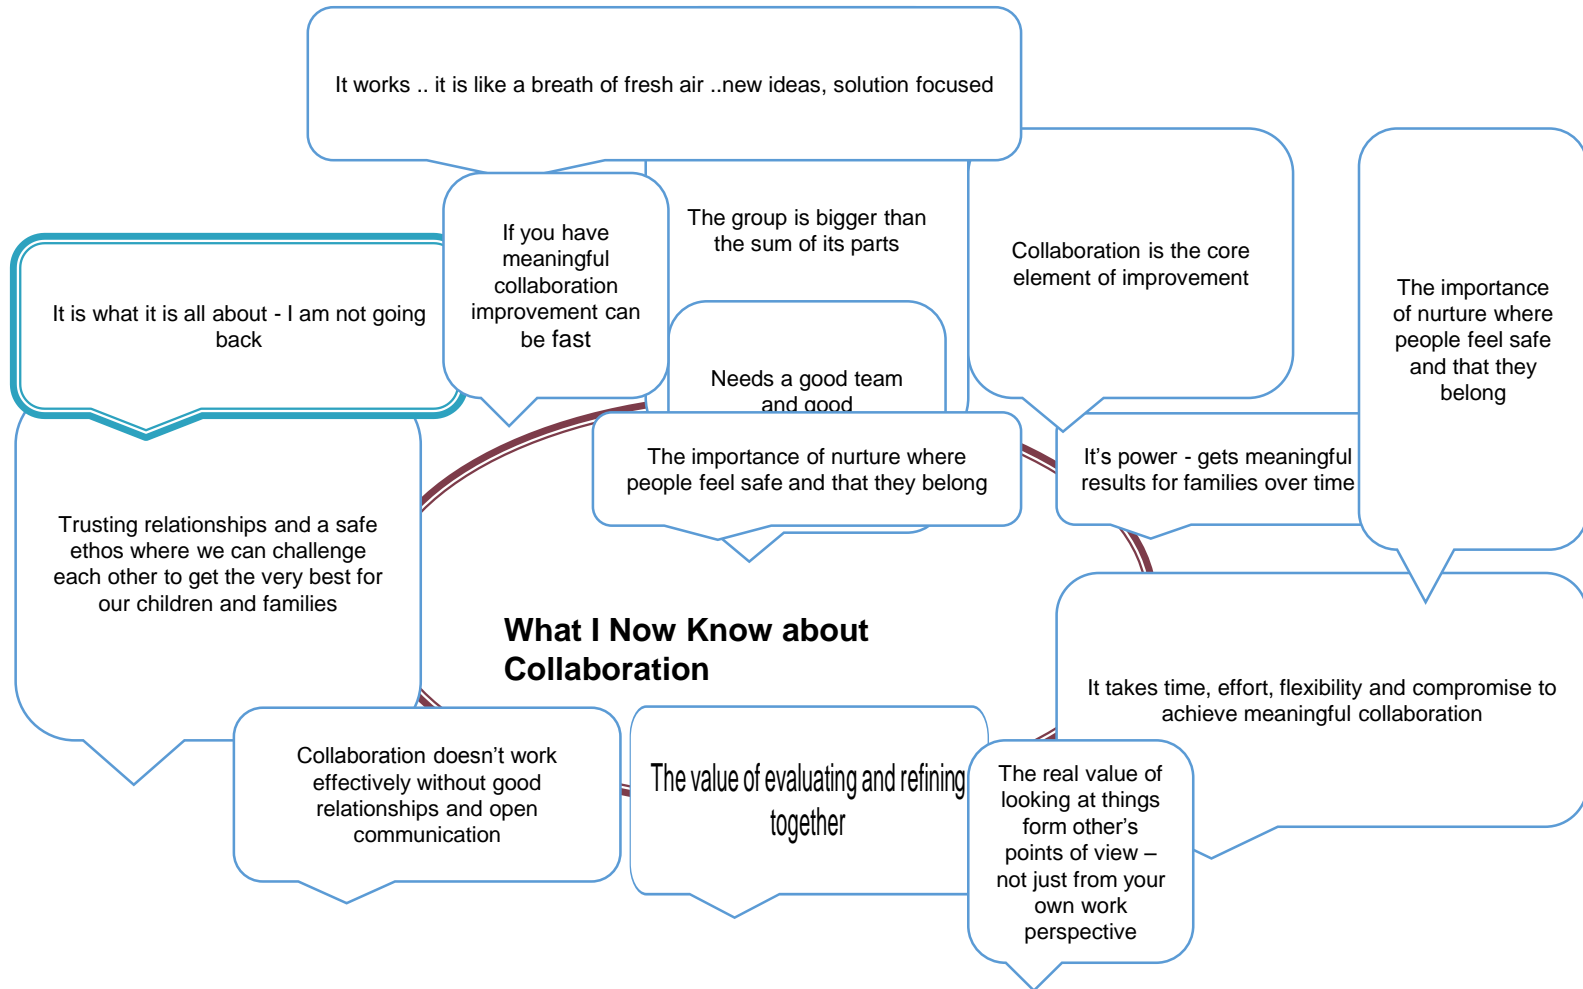 It works .. it is like a breath of fresh air ..new ideas, solution focused
The group is bigger than
the sum of its parts
If you have
meaningful
collaboration
improvement can
be fast
Collaboration is the core
element of improvement
The importance
of nurture where
people feel safe
and that they
belong
It is what it is all about - I am not going
back
Needs a good team
and good
The importance of nurture where
people feel safe and that they belong
It’s power - gets meaningful
results for families over time
Trusting relationships and a safe
ethos where we can challenge
each other to get the very best for
our children and families
What I Now Know about
Collaboration
It takes time, effort, flexibility and compromise to
achieve meaningful collaboration
Collaboration doesn’t work
effectively without good
relationships and open
communication
The value of evaluating and refining
together
The real value of
looking at things
form other’s
points of view –
not just from your
own work
perspective